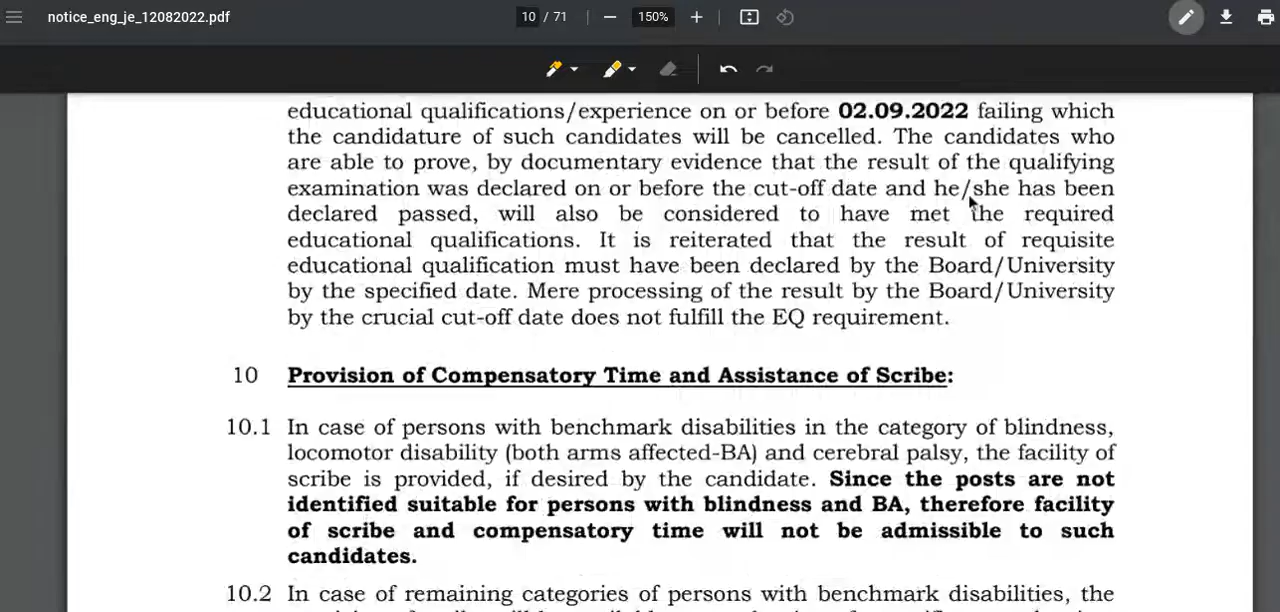 notice_eng_je_12082022.pdf
10 / 71
150%
educational qualifications/experience on or before 02.09.2022 failing which
the candidature of such candidates will be cancelled. The candidates who
are able to prove, by documentary evidence that the result of the qualifying
examination was declared on or before the cut-off date and he/she has been
declared passed, will also be considered to have met the required
educational qualifications. It is reiterated that the result of requisite
educational qualification must have been declared by the Board/University
by the specified date. Mere processing of the result by the Board/University
by the crucial cut-off date does not fulfill the EQ requirement.
10 Provision of Compensatory Time and Assistance of Scribe:
10.1 In case of persons with benchmark disabilities in the category of blindness,
locomotor disability (both arms affected-BA) and cerebral palsy, the facility of
scribe is provided, if desired by the candidate. Since the posts are not
identified suitable for persons with blindness and BA, therefore facility
of scribe and compensatory time will not be admissible to such
candidates.
10.2 In case of remaining categories of persons with benchmark disabilities, the